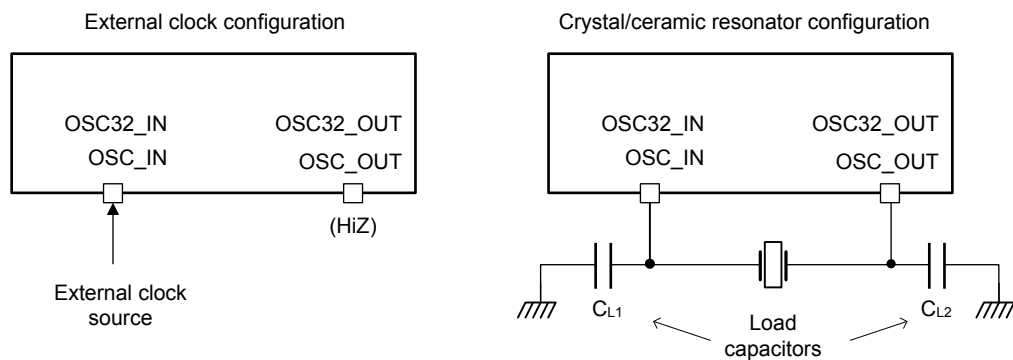 External clock configuration
OSC32_IN
OSC32_OUT
OSC_IN
OSC_OUT
(HiZ)
External clock
source
Crystal/ceramic resonator configuration
OSC32_IN
OSC32_OUT
OSC_IN
OSC_OUT
CL1
CL2
Load
capacitors